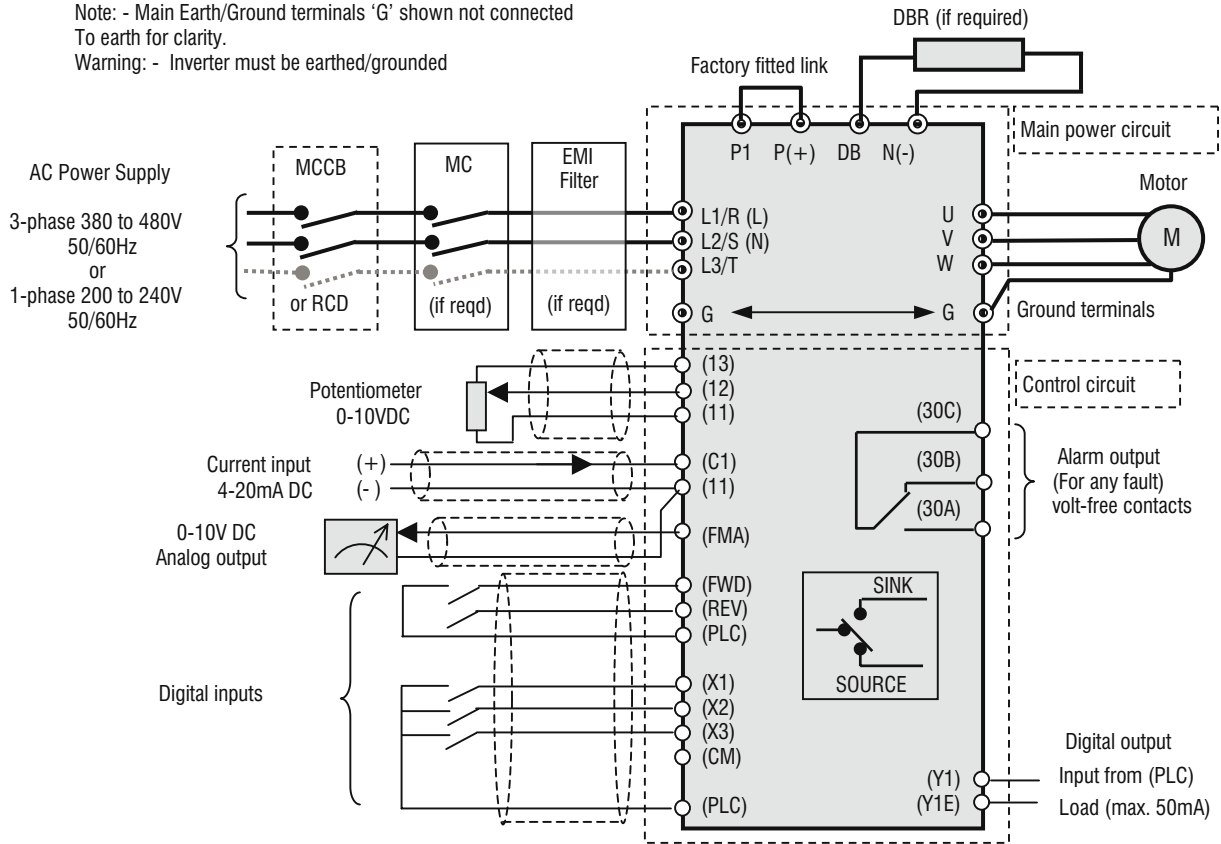 Note: - Main Earth/Ground terminals ‘G’ shown not connected
To earth for clarity.
Warning: - Inverter must be earthed/grounded
DBR (if required)
Factory fitted link
Main power circuit
P1 P(+) DB N(-)
AC Power Supply
3-phase 380 to 480V
50/60Hz
or
1-phase 200 to 240V
50/60Hz
MCCB
or RCD
MC
(if reqd)
EMI
Filter
(if reqd)
L1/R (L)
L2/S (N)
L3/T
G
U
V
W
G
Motor
M
Ground terminals
Potentiometer
0-10VDC
(13)
(12)
(11)
Control circuit
Current input
4-20mA DC
(+)
(-)
(C1)
(11)
(30C)
(30B)
(30A)
Alarm output
(For any fault)
volt-free contacts
0-10V DC
Analog output
(FMA)
Digital inputs
(FWD)
(REV)
(PLC)
(X1)
(X2)
(X3)
(CM)
(PLC)
SINK
SOURCE
Digital output
(Y1)
Input from (PLC)
(Y1E)
Load (max. 50mA)